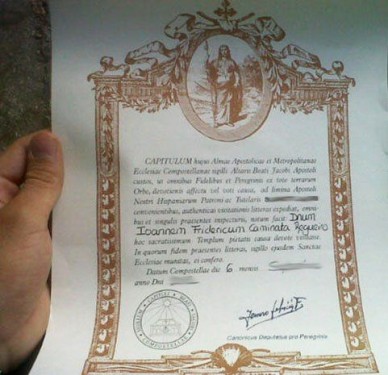 CAPITULUM hujus Almae Apostolicae et Metropolitanae
Ecclesiae Compostellanae sigilli Altaris Beati Jacobi Apostoli
custos, ut omnibus Fidelibus et Peregrinis ex toto terrarum
Orbe, devotionis affectu vel voti causa, ad limina Apostoli
Nostri Hispaniarum Patroni ac Tutelaris
convenientibus, authenticas visitationis litteras expediat, omni-
bus et singulis praesentes inspecturis, notum facit: Dnum
Ioannem Fridericum Caminata Regueiro
hoc sacratissimum Templum pietatis causa devote visitasse.
In quorum fidem praesentes litteras, sigillo ejusdem Sanctae
Ecclesiae munitas, ei confero.
Datum Compostellae die 6 mensis
anno Dni
Canonicus Deputatus pro Peregrinis